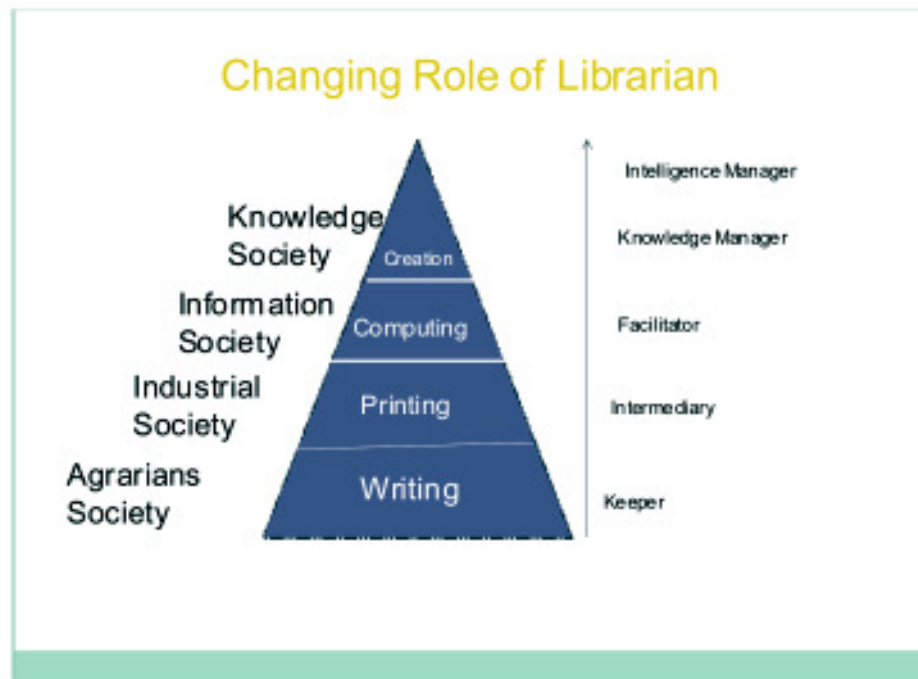 Changing Role of Librarian
Intelligence Manager
Knowledge
Society
Creation
Knowledge Manager
Information
Society
Computing
Facilitator
Industrial
Society
Printing
Intermediary
Agrarians
Society
Writing
Keeper